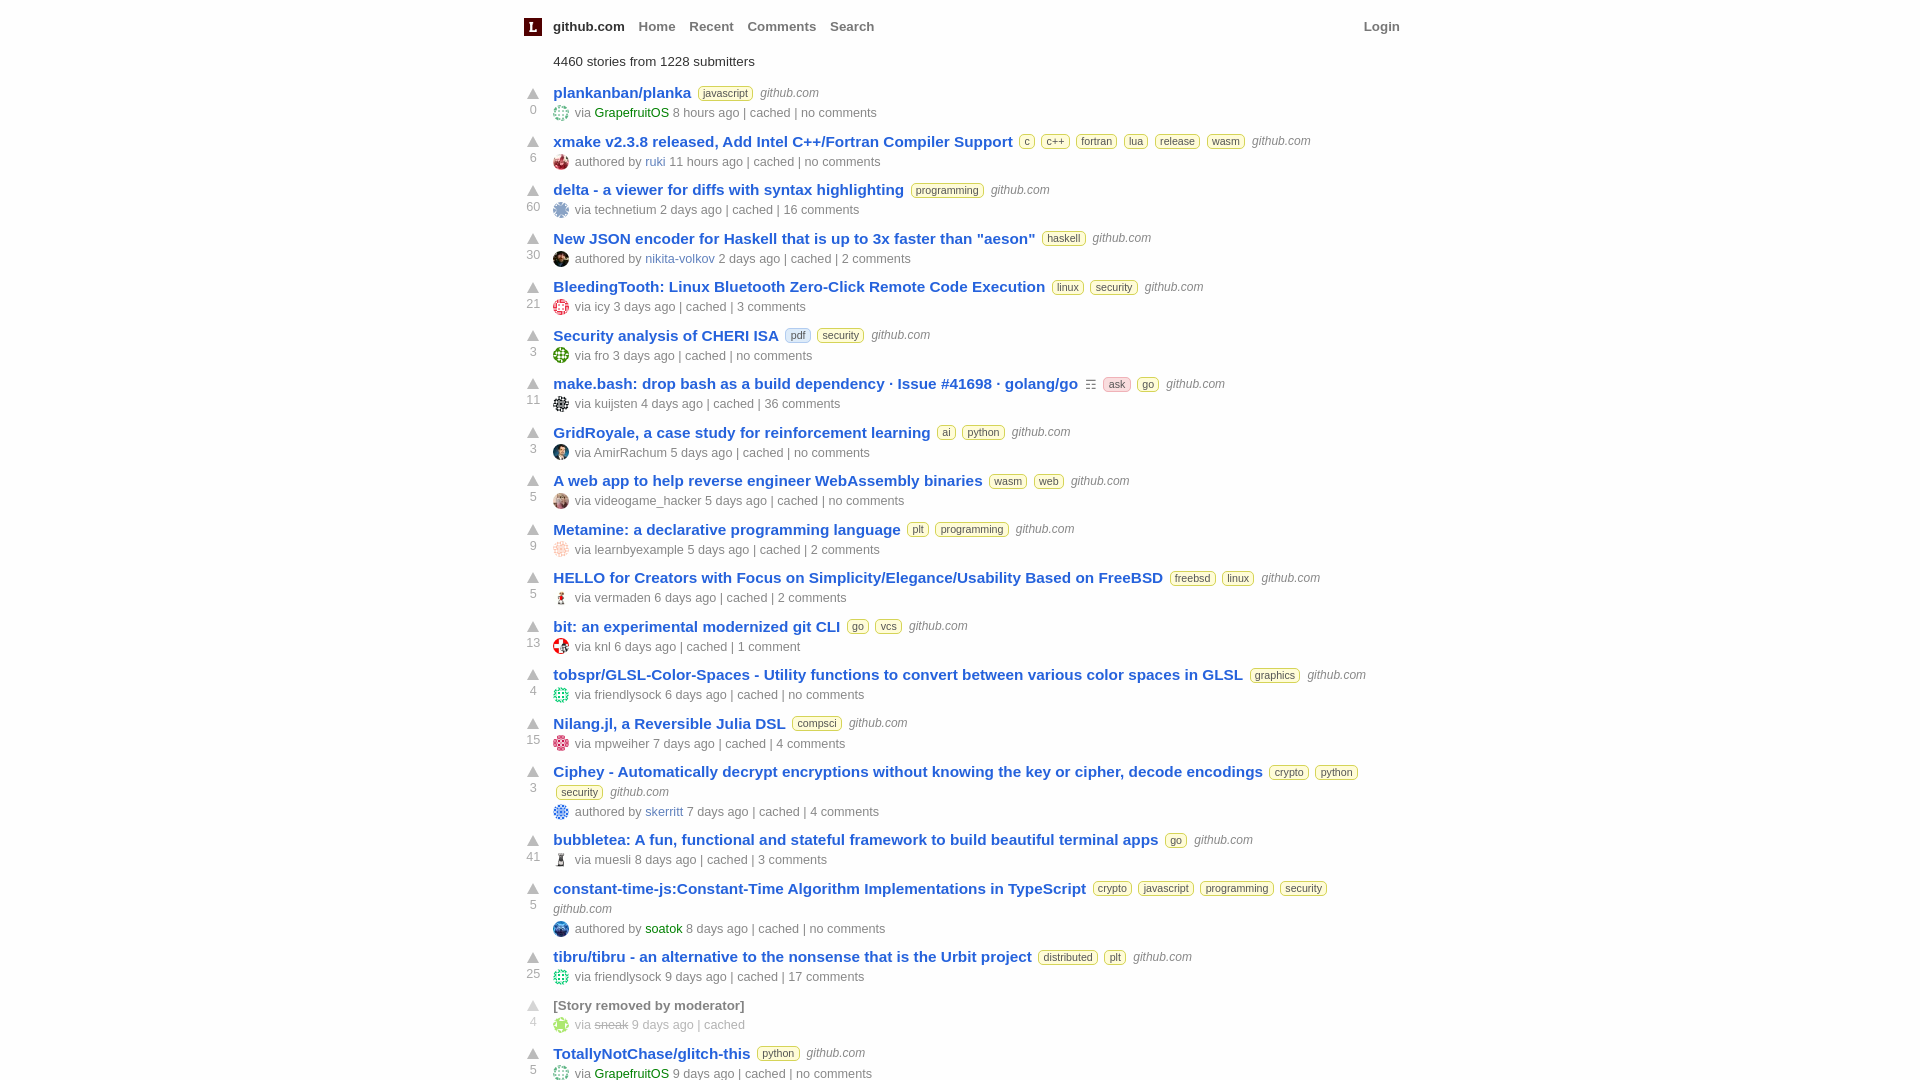 L github.com Home Recent Comments Search Login
4460 stories from 1228 submitters
plankanban/planka javascript github.com
0
via GrapefruitOS 8 hours ago | cached | no comments
xmake v2.3.8 released, Add Intel C++/Fortran Compiler Support c c++ fortran lua release wasm github.com
6
authored by ruki 11 hours ago | cached | no comments
delta - a viewer for diffs with syntax highlighting programming github.com
60
via technetium 2 days ago | cached | 16 comments
New JSON encoder for Haskell that is up to 3x faster than "aeson" haskell github.com
30
authored by nikita-volkov 2 days ago | cached | 2 comments
BleedingTooth: Linux Bluetooth Zero-Click Remote Code Execution linux security github.com
21
via icy 3 days ago | cached | 3 comments
Security analysis of CHERI ISA pdf security github.com
3
via fro 3 days ago | cached | no comments
make.bash: drop bash as a build dependency · Issue #41698 · golang/go ☶ ask go github.com
11
via kuijsten 4 days ago | cached | 36 comments
GridRoyale, a case study for reinforcement learning ai python github.com
3
via AmirRachum 5 days ago | cached | no comments
A web app to help reverse engineer WebAssembly binaries wasm web github.com
5
via videogame_hacker 5 days ago | cached | no comments
Metamine: a declarative programming language plt programming github.com
9
via learnbyexample 5 days ago | cached | 2 comments
HELLO for Creators with Focus on Simplicity/Elegance/Usability Based on FreeBSD freebsd linux github.com
5
via vermaden 6 days ago | cached | 2 comments
bit: an experimental modernized git CLI go vcs github.com
13
via knl 6 days ago | cached | 1 comment
tobspr/GLSL-Color-Spaces - Utility functions to convert between various color spaces in GLSL graphics github.com
4
via friendlysock 6 days ago | cached | no comments
Nilang.jl, a Reversible Julia DSL compsci github.com
15
via mpweiher 7 days ago | cached | 4 comments
Ciphey - Automatically decrypt encryptions without knowing the key or cipher, decode encodings crypto python
3
security github.com
authored by skerritt 7 days ago | cached | 4 comments
bubbletea: A fun, functional and stateful framework to build beautiful terminal apps go github.com
41
via muesli 8 days ago | cached | 3 comments
constant-time-js:Constant-Time Algorithm Implementations in TypeScript crypto javascript programming security
5
github.com
authored by soatok 8 days ago | cached | no comments
tibru/tibru - an alternative to the nonsense that is the Urbit project distributed plt github.com
25
via friendlysock 9 days ago | cached | 17 comments
[Story removed by moderator]
4
via sneak 9 days ago | cached
TotallyNotChase/glitch-this python github.com
5
via GrapefruitOS 9 days ago | cached | no comments